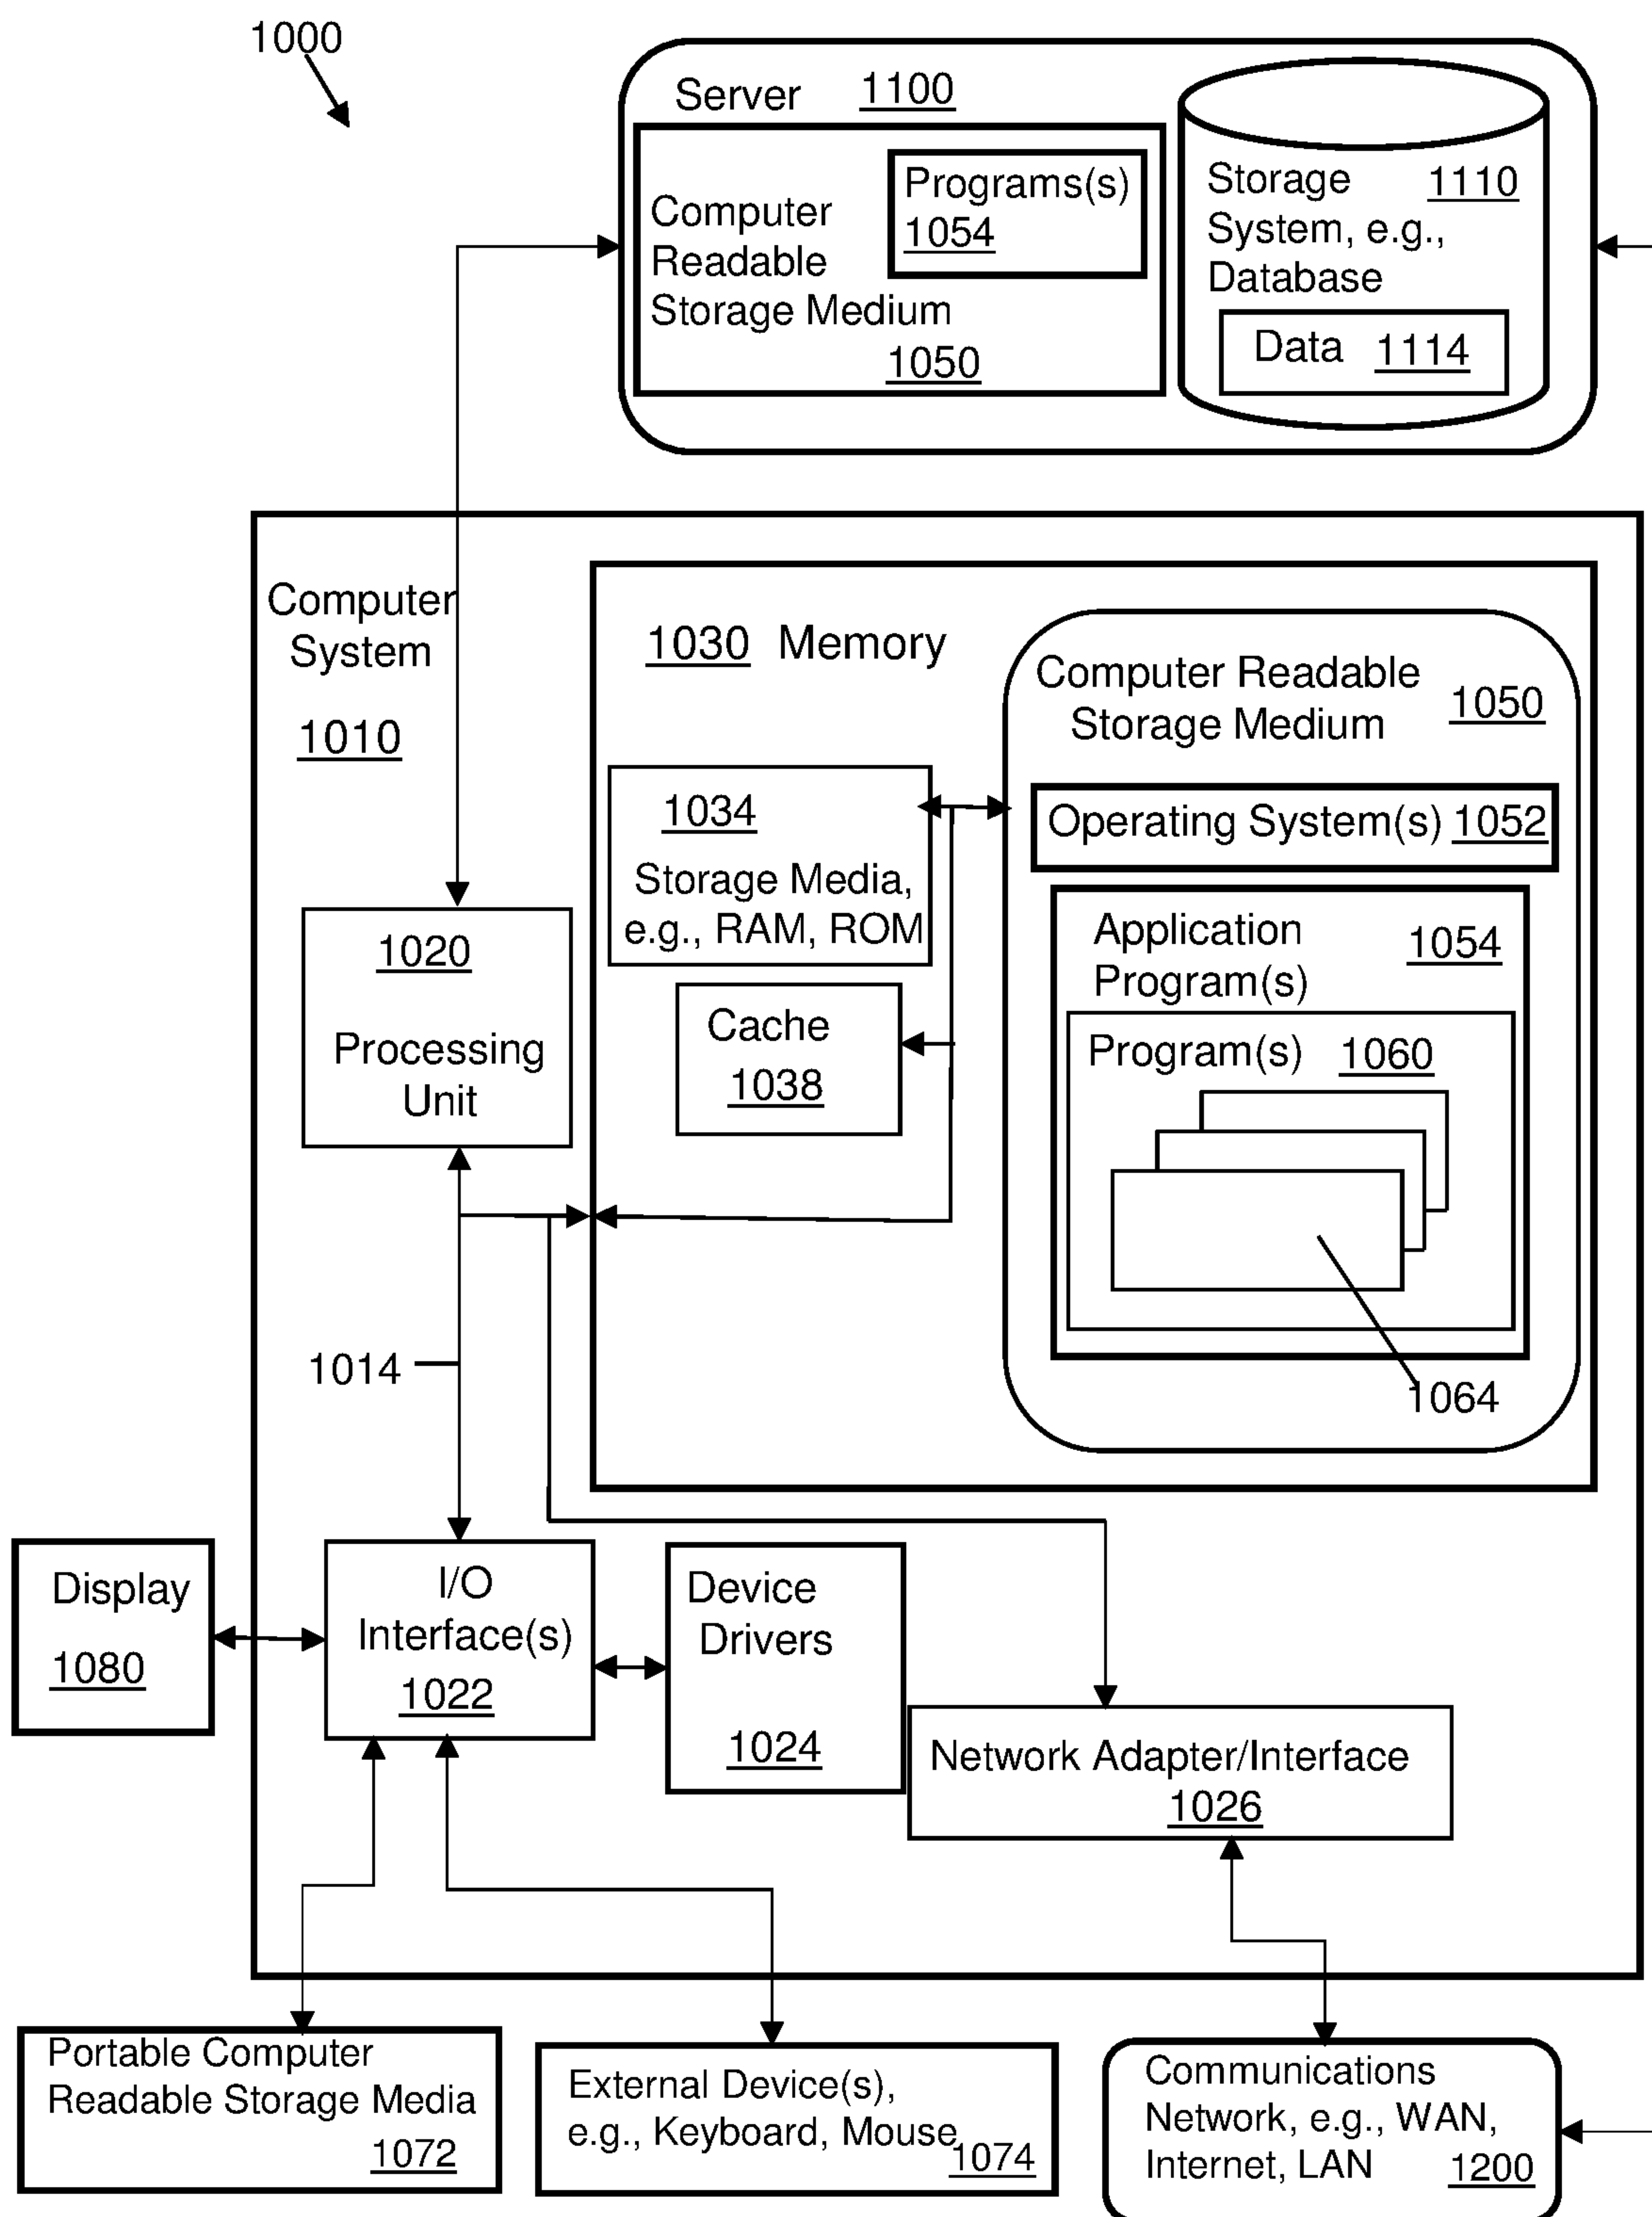 1000
Server 1100
Programs(s)
1054
Computer
Readable
Storage Medium
1050
Storage 1110
System, e.g.,
Database
Data 1114
Computer
System
1010
1030 Memory
Computer Readable
Storage Medium
1050
1034
Storage Media,
e.g., RAM, ROM
Operating System(s) 1052
Cache
1038
Application
Program(s)
1054
Program(s) 1060
1064
1020
Processing
Unit
1014
Display
1080
I/O
Interface(s)
1022
Device
Drivers
1024
Network Adapter/Interface
1026
Portable Computer
Readable Storage Media
1072
External Device(s),
e.g., Keyboard, Mouse
1074
Communications
Network, e.g., WAN,
Internet, LAN
1200